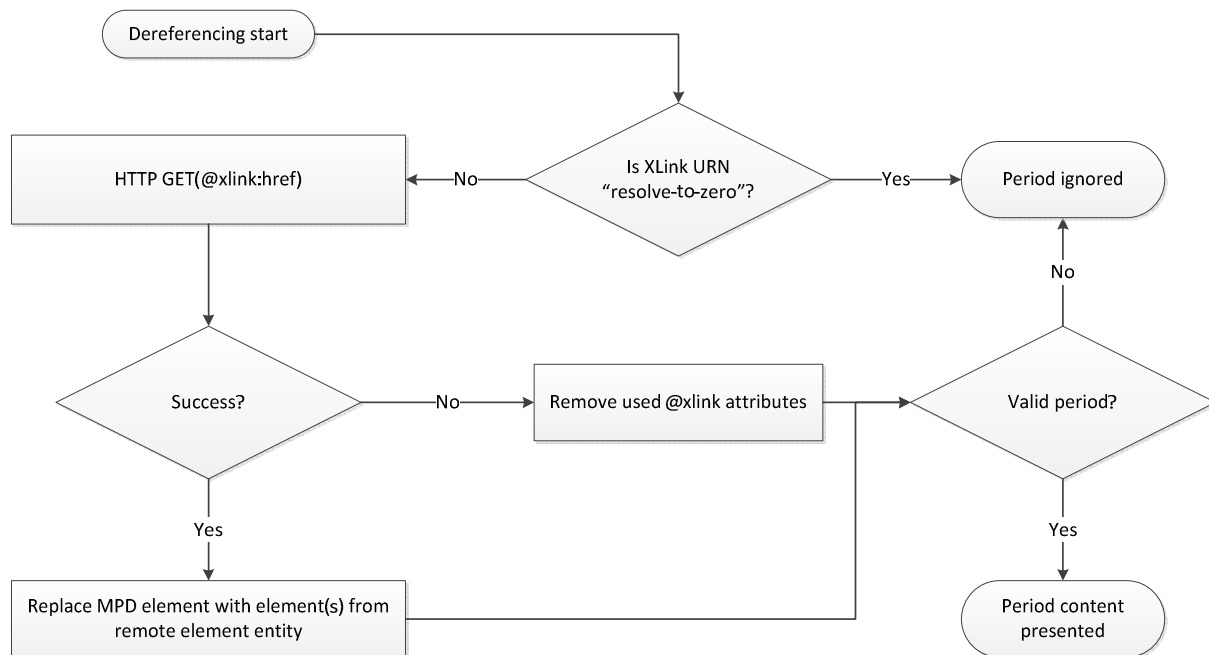 Dereferencing start
Is XLink URN
“resolve-to-zero”?
HTTP GET(@xlink:href)
No
Yes
Period ignored
No
Success?
No
Remove used @xlink attributes
Valid period?
Yes
Yes
Replace MPD element with element(s) from
remote element entity
Period content
presented